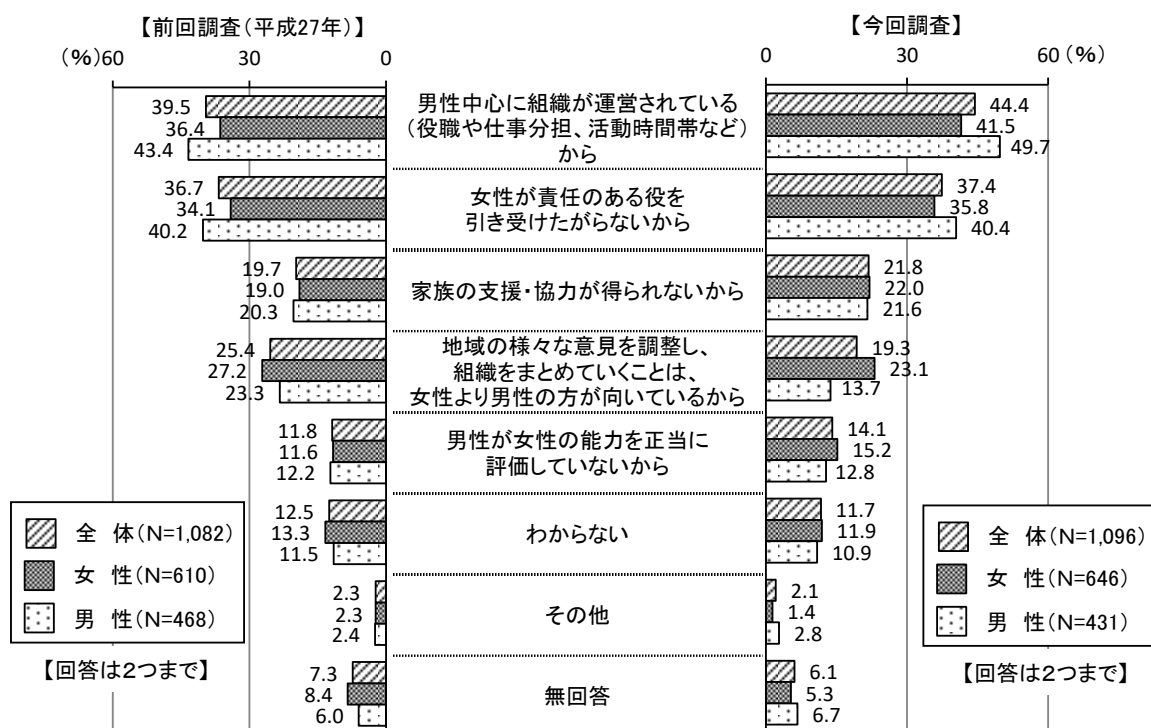 【前回調査(平成27年)】
(%)60 30 0
【今回調査】
0 30 60 (%)
39.5
36.4
43.4
男性中心に組織が運営されている
(役職や仕事分担、活動時間帯など)
から
44.4
41.5
49.7
36.7
34.1
40.2
女性が責任のある役を
引き受けたがらないから
37.4
35.8
40.4
19.7
19.0
20.3
家族の支援・協力が得られないから
21.8
22.0
21.6
25.4
27.2
23.3
地域の様々な意見を調整し、
組織をまとめていくことは、
女性より男性の方が向いているから
19.3
23.1
13.7
11.8
11.6
12.2
男性が女性の能力を正当に
評価していないから
14.1
15.2
12.8
12.5
13.3
11.5
わからない
11.7
11.9
10.9
2.3
2.3
2.4
その他
2.1
1.4
2.8
7.3
8.4
6.0
無回答
6.1
5.3
6.7
全 体(N=1,082)
女 性(N=610)
男 性(N=468)
【回答は2つまで】
全 体(N=1,096)
女 性(N=646)
男 性(N=431)
【回答は2つまで】